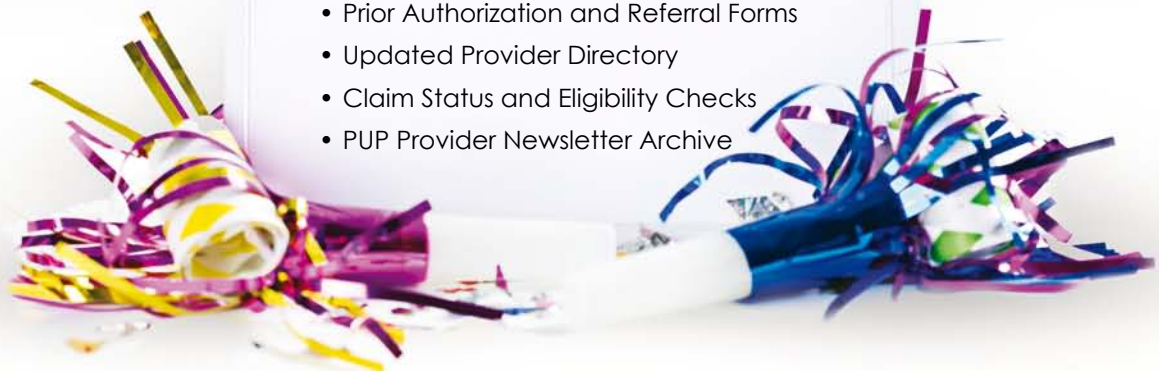 • Prior Authorization and Referral Forms
• Updated Provider Directory
• Claim Status and Eligibility Checks
• PUP Provider Newsletter Archive